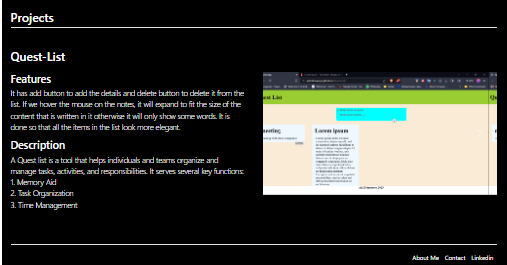 Projects
Quest-List
Features
It has add button to add the details and delete button to delete it from the
list. If we hover the mouse on the notes, it will expand to fit the size of the
content that is written in it otherwise it will only show some words. It is
done so that all the items in the list look more elegant.
Description
A Quest list is a tool that helps individuals and teams organize and
manage tasks, activities, and responsibilities. It serves several key functions:
1. Memory Aid
2. Task Organization
3. Time Management
est List
eeting
Lorem ipsum
About Me Contact Linkedin